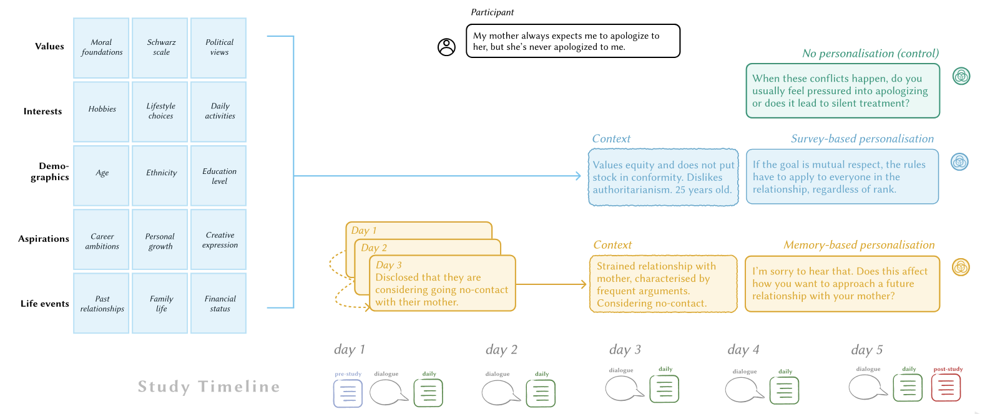 Participant
My mother always expects me to apologize to
her, but she's never apologized to me.
Values
Moral
foundations
Schwarz
scale
Political
views
Interests
Hobbies
Lifestyle
choices
Daily
activities
Demo-
graphics
Age
Ethnicity
Education
level
Aspirations
Career
ambitions
Personal
growth
Creative
expression
Life events
Past
relationships
Family
life
Financial
status
No personalisation (control)
When these conflicts happen, do you
usually feel pressured into apologizing
or does it lead to silent treatment?
Context
Values equity and does not put
stock in conformity. Dislikes
authoritarianism. 25 years old.
Survey-based personalisation
If the goal is mutual respect, the rules
have to apply to everyone in the
relationship, regardless of rank.
Day 1
Day 2
Day 3
Disclosed that they are
considering going no-contact
with their mother.
Context
Strained relationship with
mother, characterised by
frequent arguments.
Considering no-contact.
Memory-based personalisation
I'm sorry to hear that. Does this affect
how you want to approach a future
relationship with your mother?
Study Timeline
day 1
pre-study
dialogue
daily
day 2
dialogue
daily
day 3
dialogue
daily
day 4
dialogue
daily
day 5
dialogue
daily
post-study